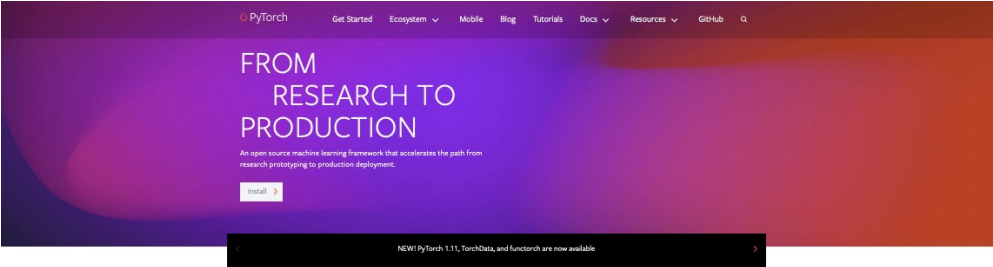 PyTorch Get Started Ecosystem Mobile Blog Tutorials Docs Resources GitHub
FROM
RESEARCH TO
PRODUCTION
An open source machine learning framework that accelerates the path from
research prototyping to production deployment.
Install
NEW! PyTorch 1.11, TorchData, and functorch are now available